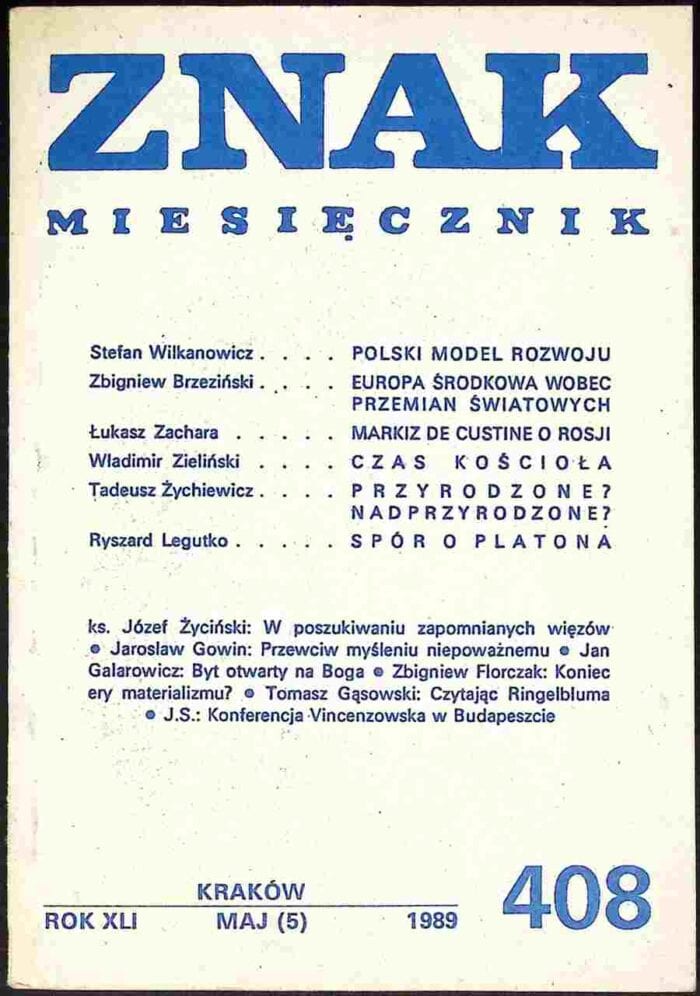 ZNAK
MIESIĘCZNIK
Stefan Wilkanowicz . . . . POLSKI MODEL ROZWOJU
Zbigniew Brzeziński . . . . EUROPA ŚRODKOWA WOBEC
PRZEMIAN ŚWIATOWYCH
Łukasz Zachara . . . . . MARKIZ DE CUSTINE O ROSJI
Wladimir Zieliński . . . . CZAS KOŚCIOŁA
Tadeusz Żychiewicz . . . . PRZYRODZONE?
NADPRZYRODZONE?
Ryszard Legutko . . . . . SPÓR O PLATONA
ks. Józef Życiński: W poszukiwaniu zapomnianych więzów
• Jarosław Gowin: Przewciw myśleniu niepoważnemu • Jan
Galarowicz: Byt otwarty na Boga • Zbigniew Florczak: Koniec
ery materializmu? • Tomasz Gąsowski: Czytając Ringelbluma
• J.S.: Konferencja Vincenzowska w Budapeszcie
KRAKÓW
ROK XLI MAJ (5) 1989 408